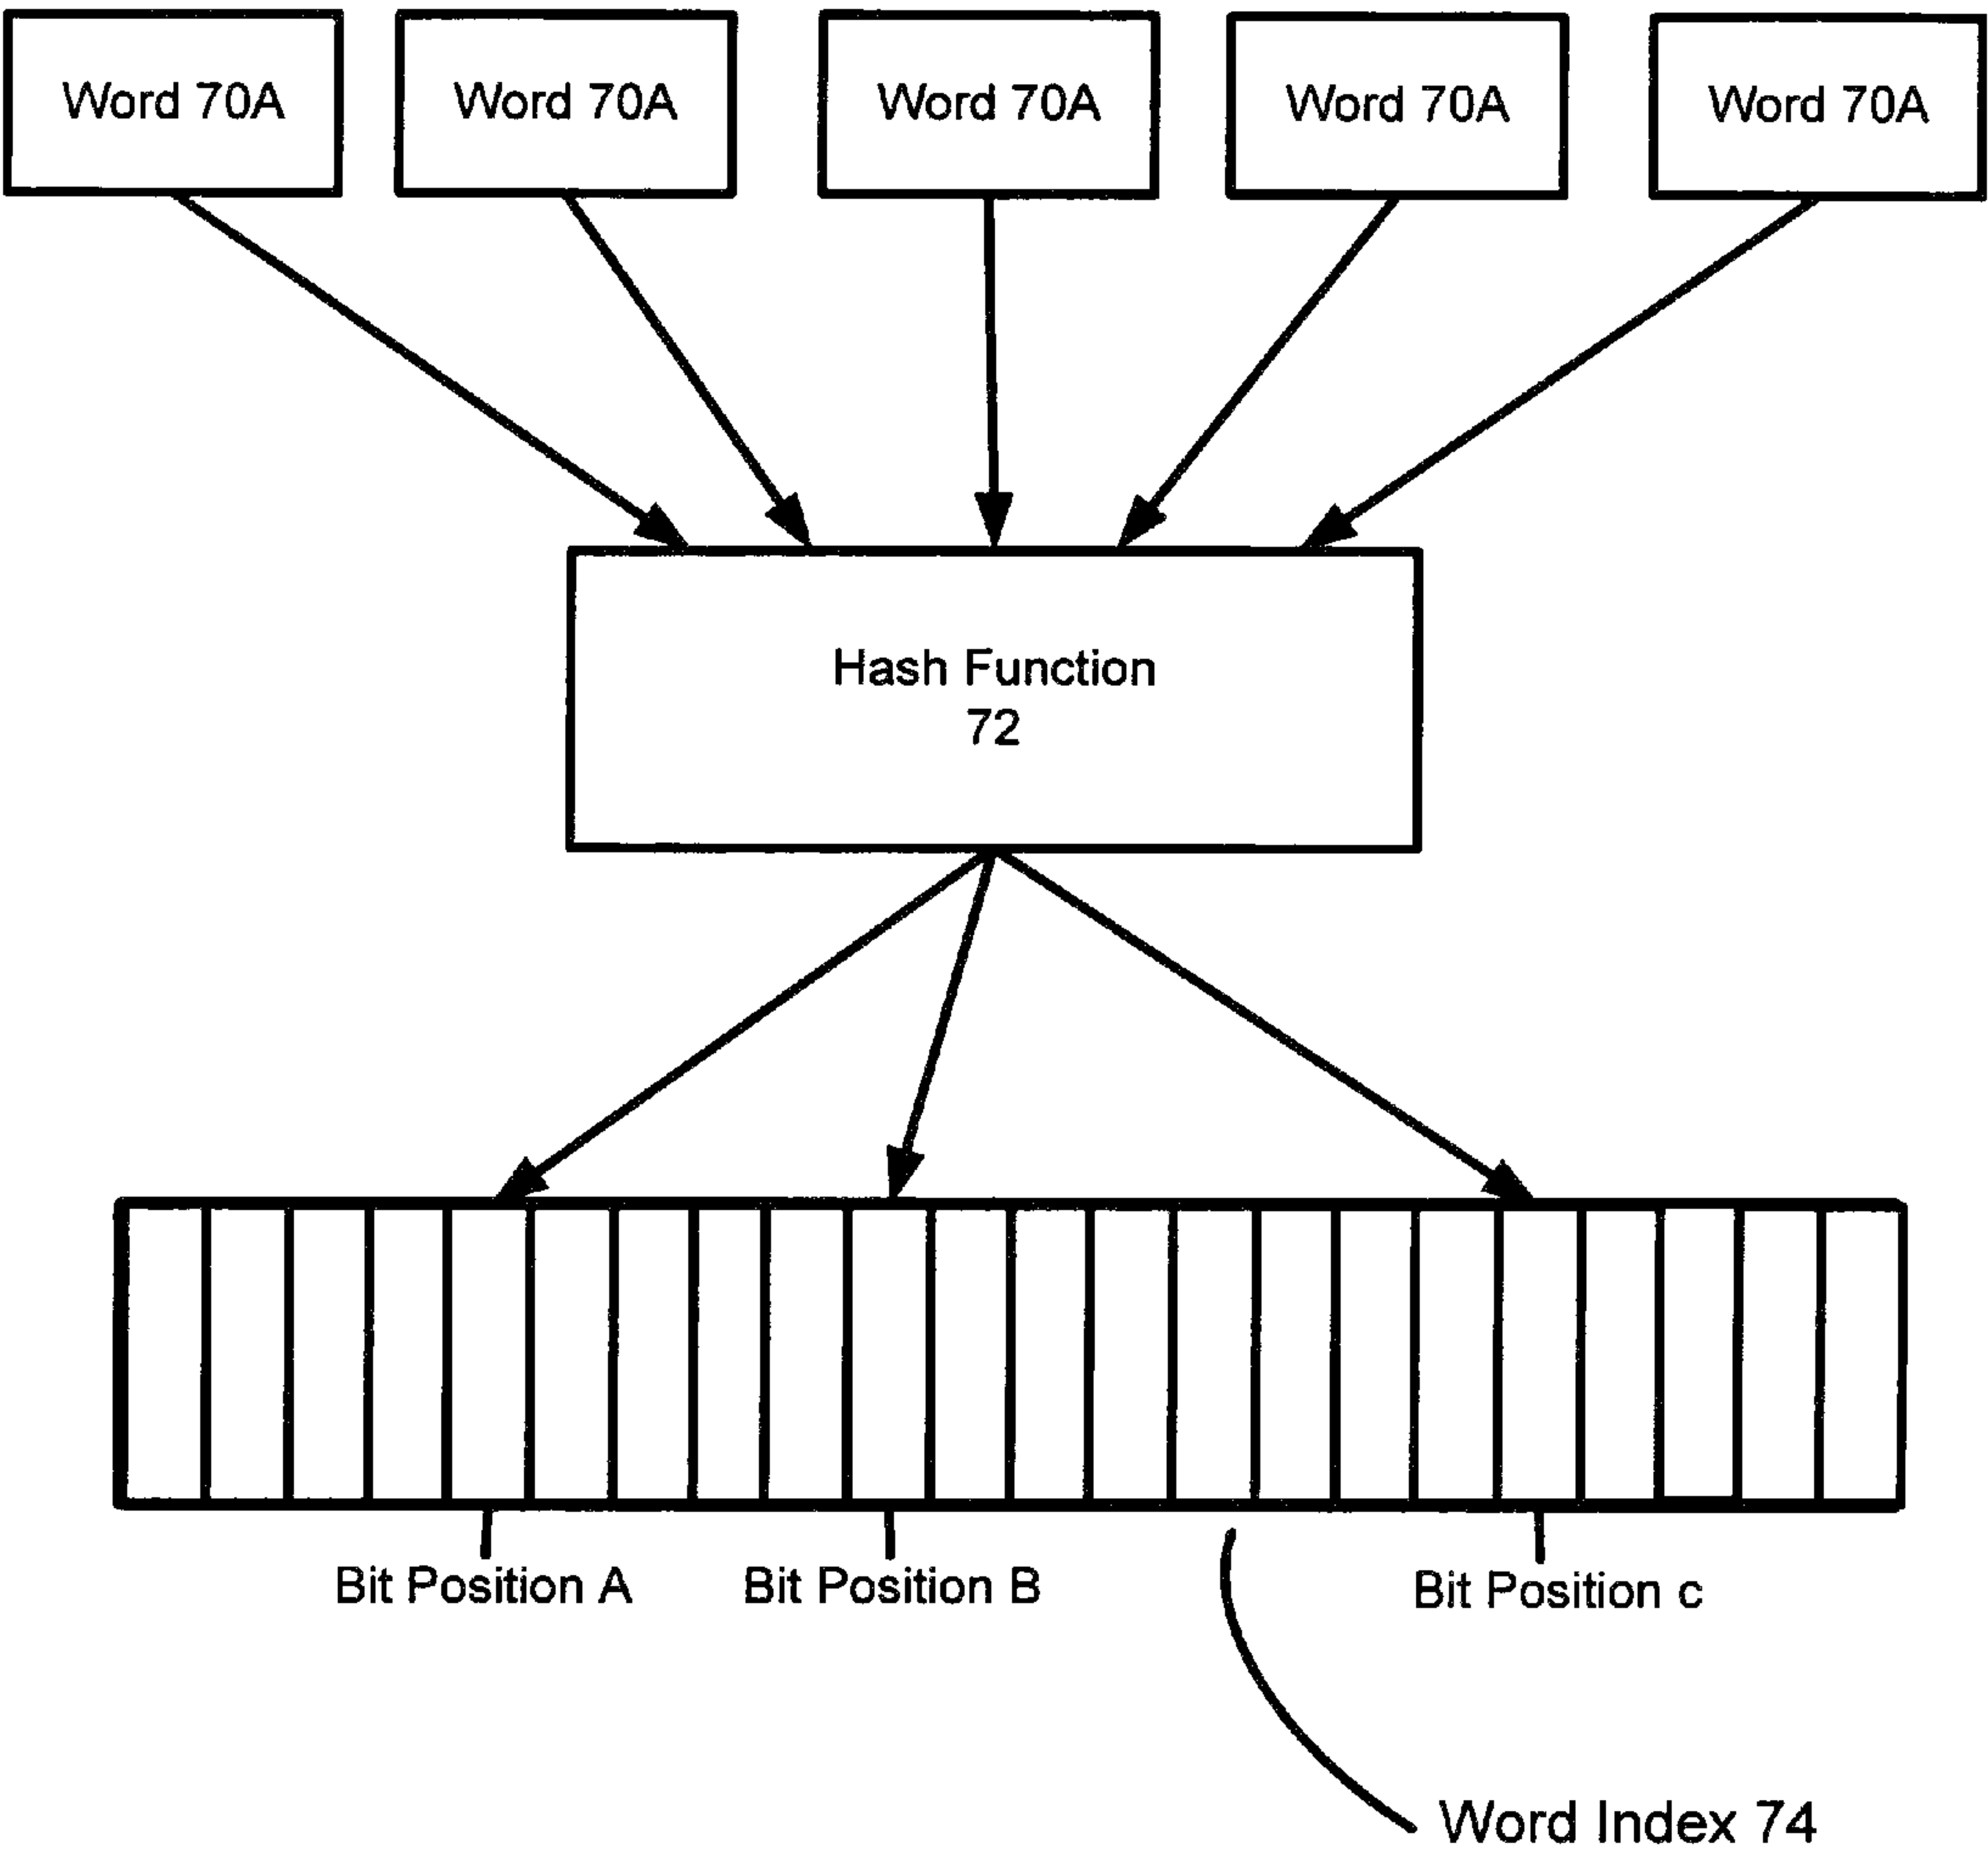 Word 70A
Word 70A
Word 70A
Word 70A
Word 70A
Hash Function
72
Bit Position A
Bit Position B
Bit Position c
Word Index 74